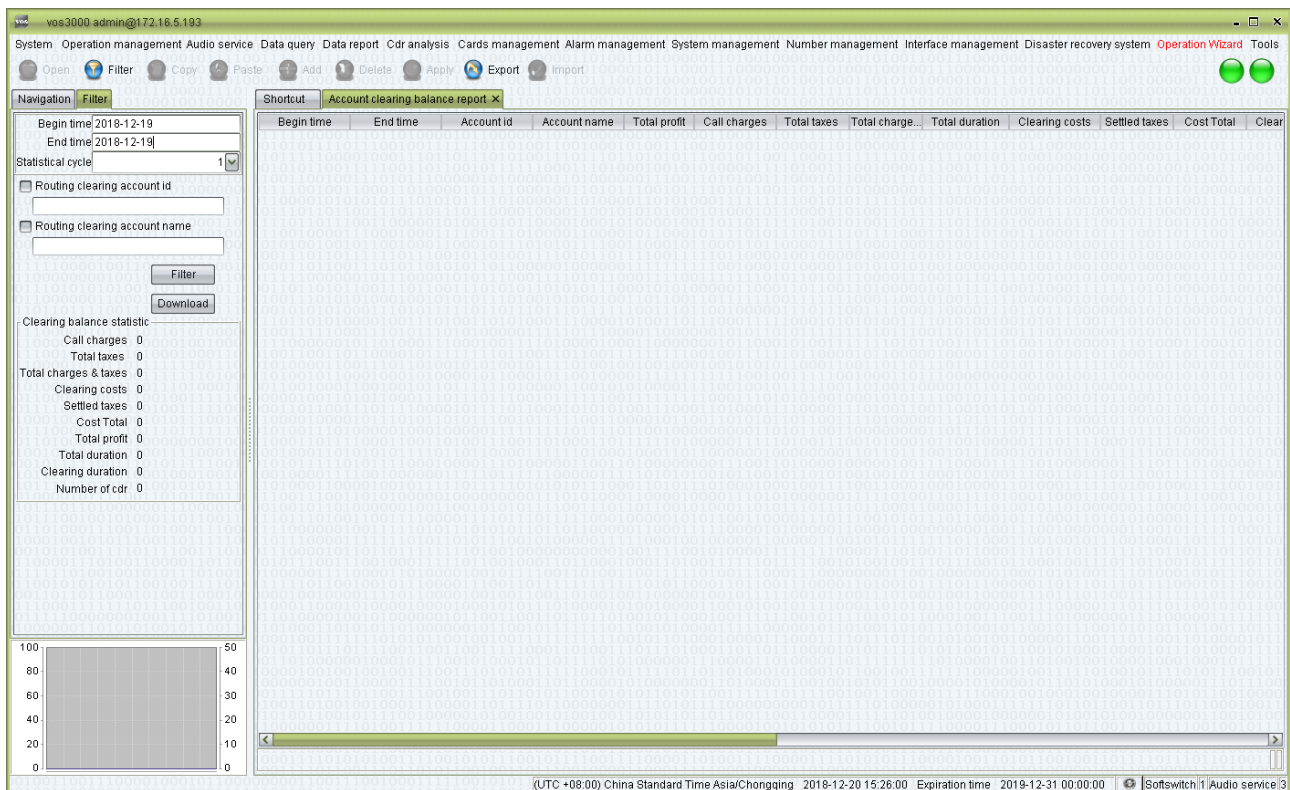 vos vos3000 admin@172.16.5.193
System Operation management Audio service Data query Data report Cdr analysis Cards management Alarm management System management Number management Interface management Disaster recovery system Operation Wizard Tools
Open Filter Copy Paste Add Delete Apply Export Import
Navigation Filter
Shortcut Account clearing balance report
Begin time 2018-12-19
End time 2018-12-19
Statistical cycle 1
Routing clearing account id
Routing clearing account name
Filter
Download
Clearing balance statistic
Call charges 0
Total taxes 0
Total charges & taxes 0
Clearing costs 0
Settled taxes 0
Cost Total 0
Total profit 0
Total duration 0
Clearing duration 0
Number of cdr 0
100 50
80 40
60 30
40 20
20 10
0 0
Begin time End time Account id Account name Total profit Call charges Total taxes Total charge... Total duration Clearing costs Settled taxes Cost Total Clear
(UTC +08:00) China Standard Time Asia/Chongqing 2018-12-20 15:26:00 Expiration time 2019-12-31 00:00:00 Softswitch 1 Audio service 3